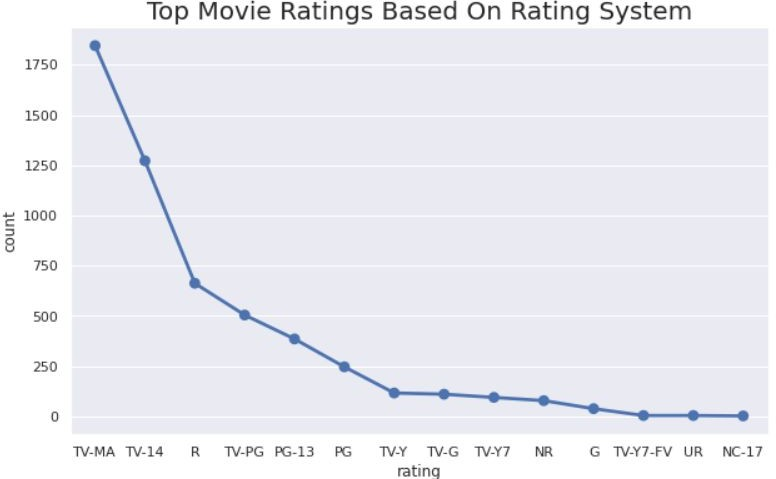 Top Movie Ratings Based On Rating System
1750
1500
1250
1000
750
500
250
0
count
TV-MA TV-14 R TV-PG PG-13 PG TV-Y TV-G TV-Y7 NR G TV-Y7-FV UR NC-17
rating